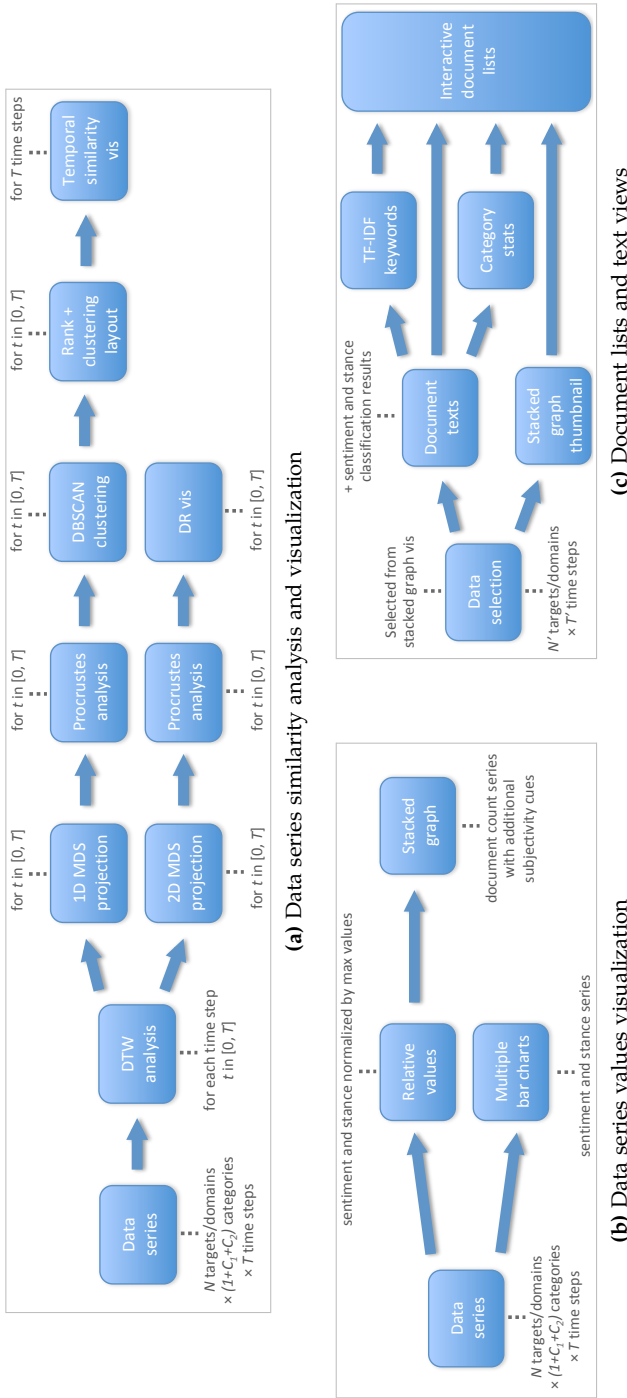 Data
series
N targets/domains
× (1+C₁+C₂) categories
× T time steps
DTW
analysis
for each time step
t in [0, T]
for t in [0, T]
1D MDS
projection
2D MDS
projection
for t in [0, T]
for t in [0, T]
Procrustes
analysis
Procrustes
analysis
for t in [0, T]
for t in [0, T]
DBSCAN
clustering
DR vis
for t in [0, T]
for t in [0, T]
Rank +
clustering
layout
for T time steps
Temporal
similarity
vis
(a) Data series similarity analysis and visualization
Data
series
N targets/domains
× (1+C₁+C₂) categories
× T time steps
sentiment and stance normalized by max values
Relative
values
Multiple
bar charts
sentiment and stance series
Stacked
graph
document count series
with additional
subjectivity cues
(b) Data series values visualization
Selected from
stacked graph vis
Data
selection
N' targets/domains
× T' time steps
+ sentiment and stance
classification results
Document
texts
Stacked
graph
thumbnail
TF-IDF
keywords
Category
stats
Interactive
document
lists
(c) Document lists and text views